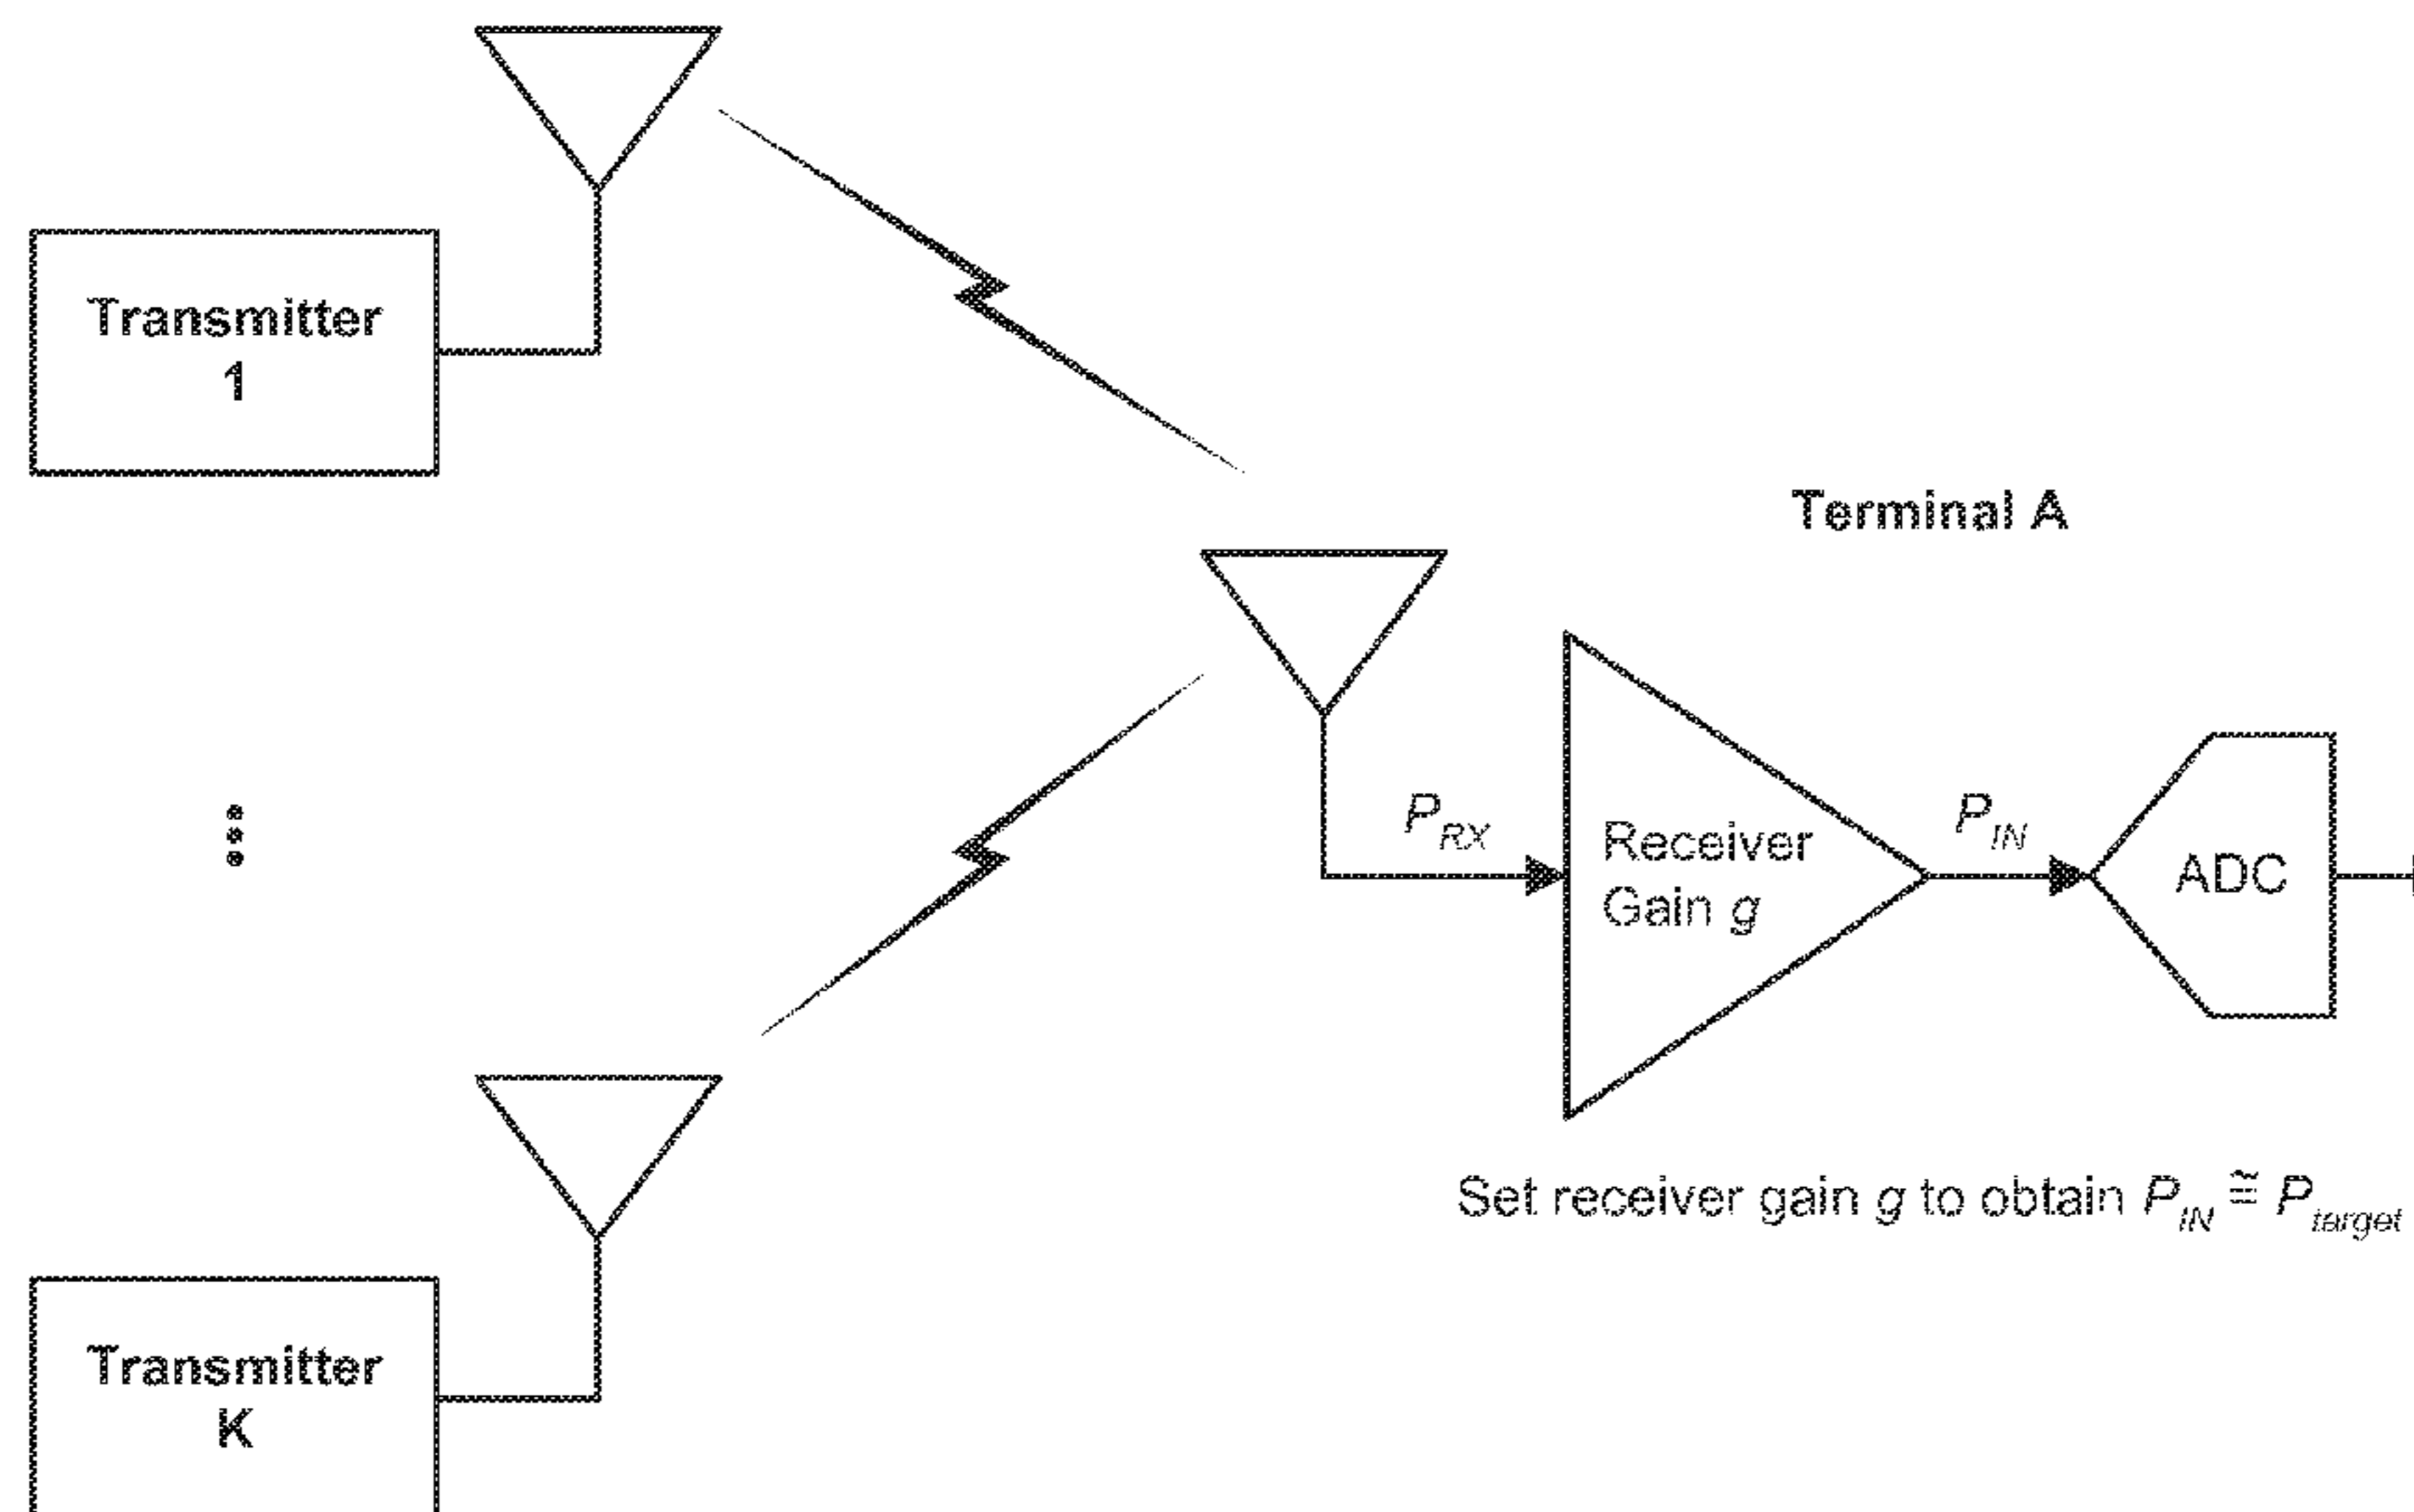 Transmitter
1
Terminal A
P_RX
Receiver
Gain g
P_IN
ADC
Set receiver gain g to obtain P_IN ≅ P_target
Transmitter
K